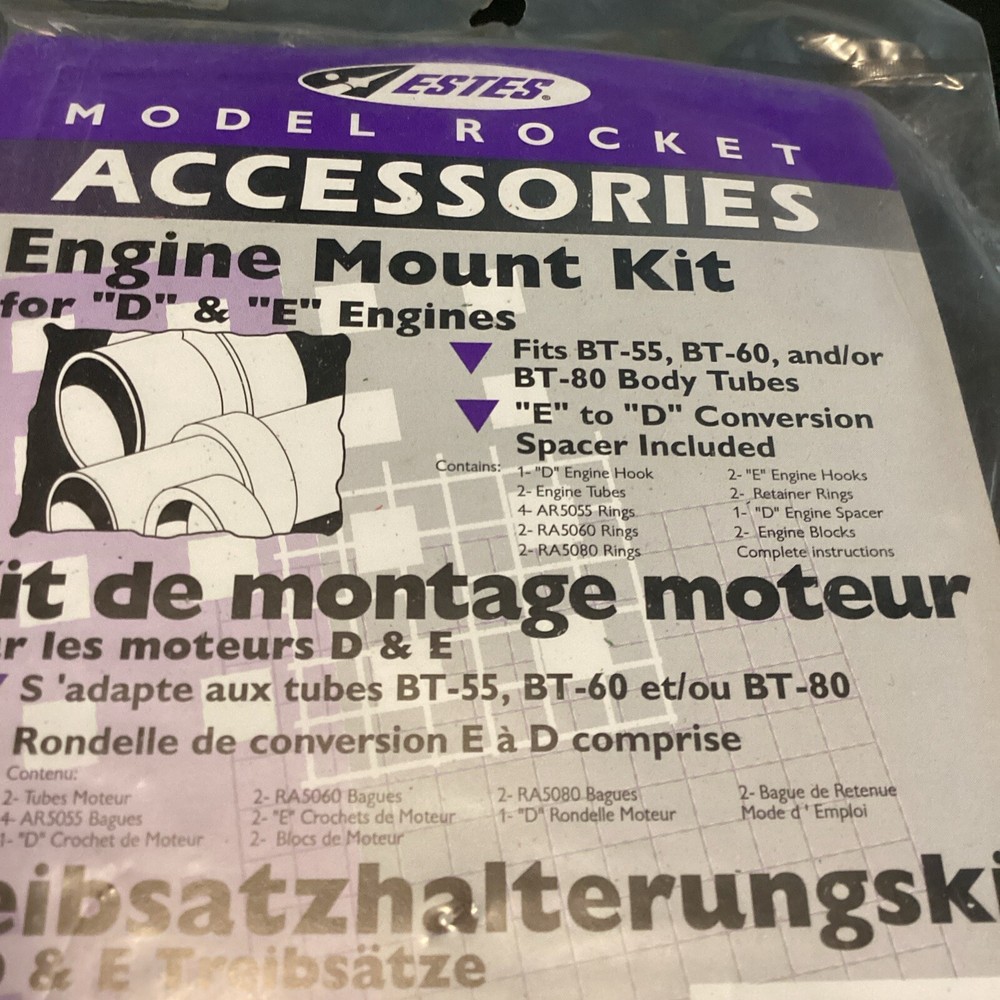 ESTES®
MODEL ROCKET
ACCESSORIES
Engine Mount Kit
for "D" & "E" Engines
Fits BT-55, BT-60, and/or
BT-80 Body Tubes
"E" to "D" Conversion
Spacer Included
Contains:
1- "D" Engine Hook
2- Engine Tubes
4- AR5055 Rings
2- RA5060 Rings
2- RA5080 Rings
2- "E" Engine Hooks
2- Retainer Rings
1- "D" Engine Spacer
2- Engine Blocks
Complete instructions
it de montage moteur
r les moteurs D & E
S 'adapte aux tubes BT-55, BT-60 et/ou BT-80
Rondelle de conversion E à D comprise
Contenu:
2- Tubes Moteur
4- AR5055 Bagues
1- "D" Crochet de Moteur
2- RA5060 Bagues
2- "E" Crochets de Moteur
2- Blocs de Moteur
2- RA5080 Bagues
1- "D" Rondelle Moteur
2- Bague de Retenue
Mode d ' Emploi
eibsatzhalterungski
& E Treibsätze